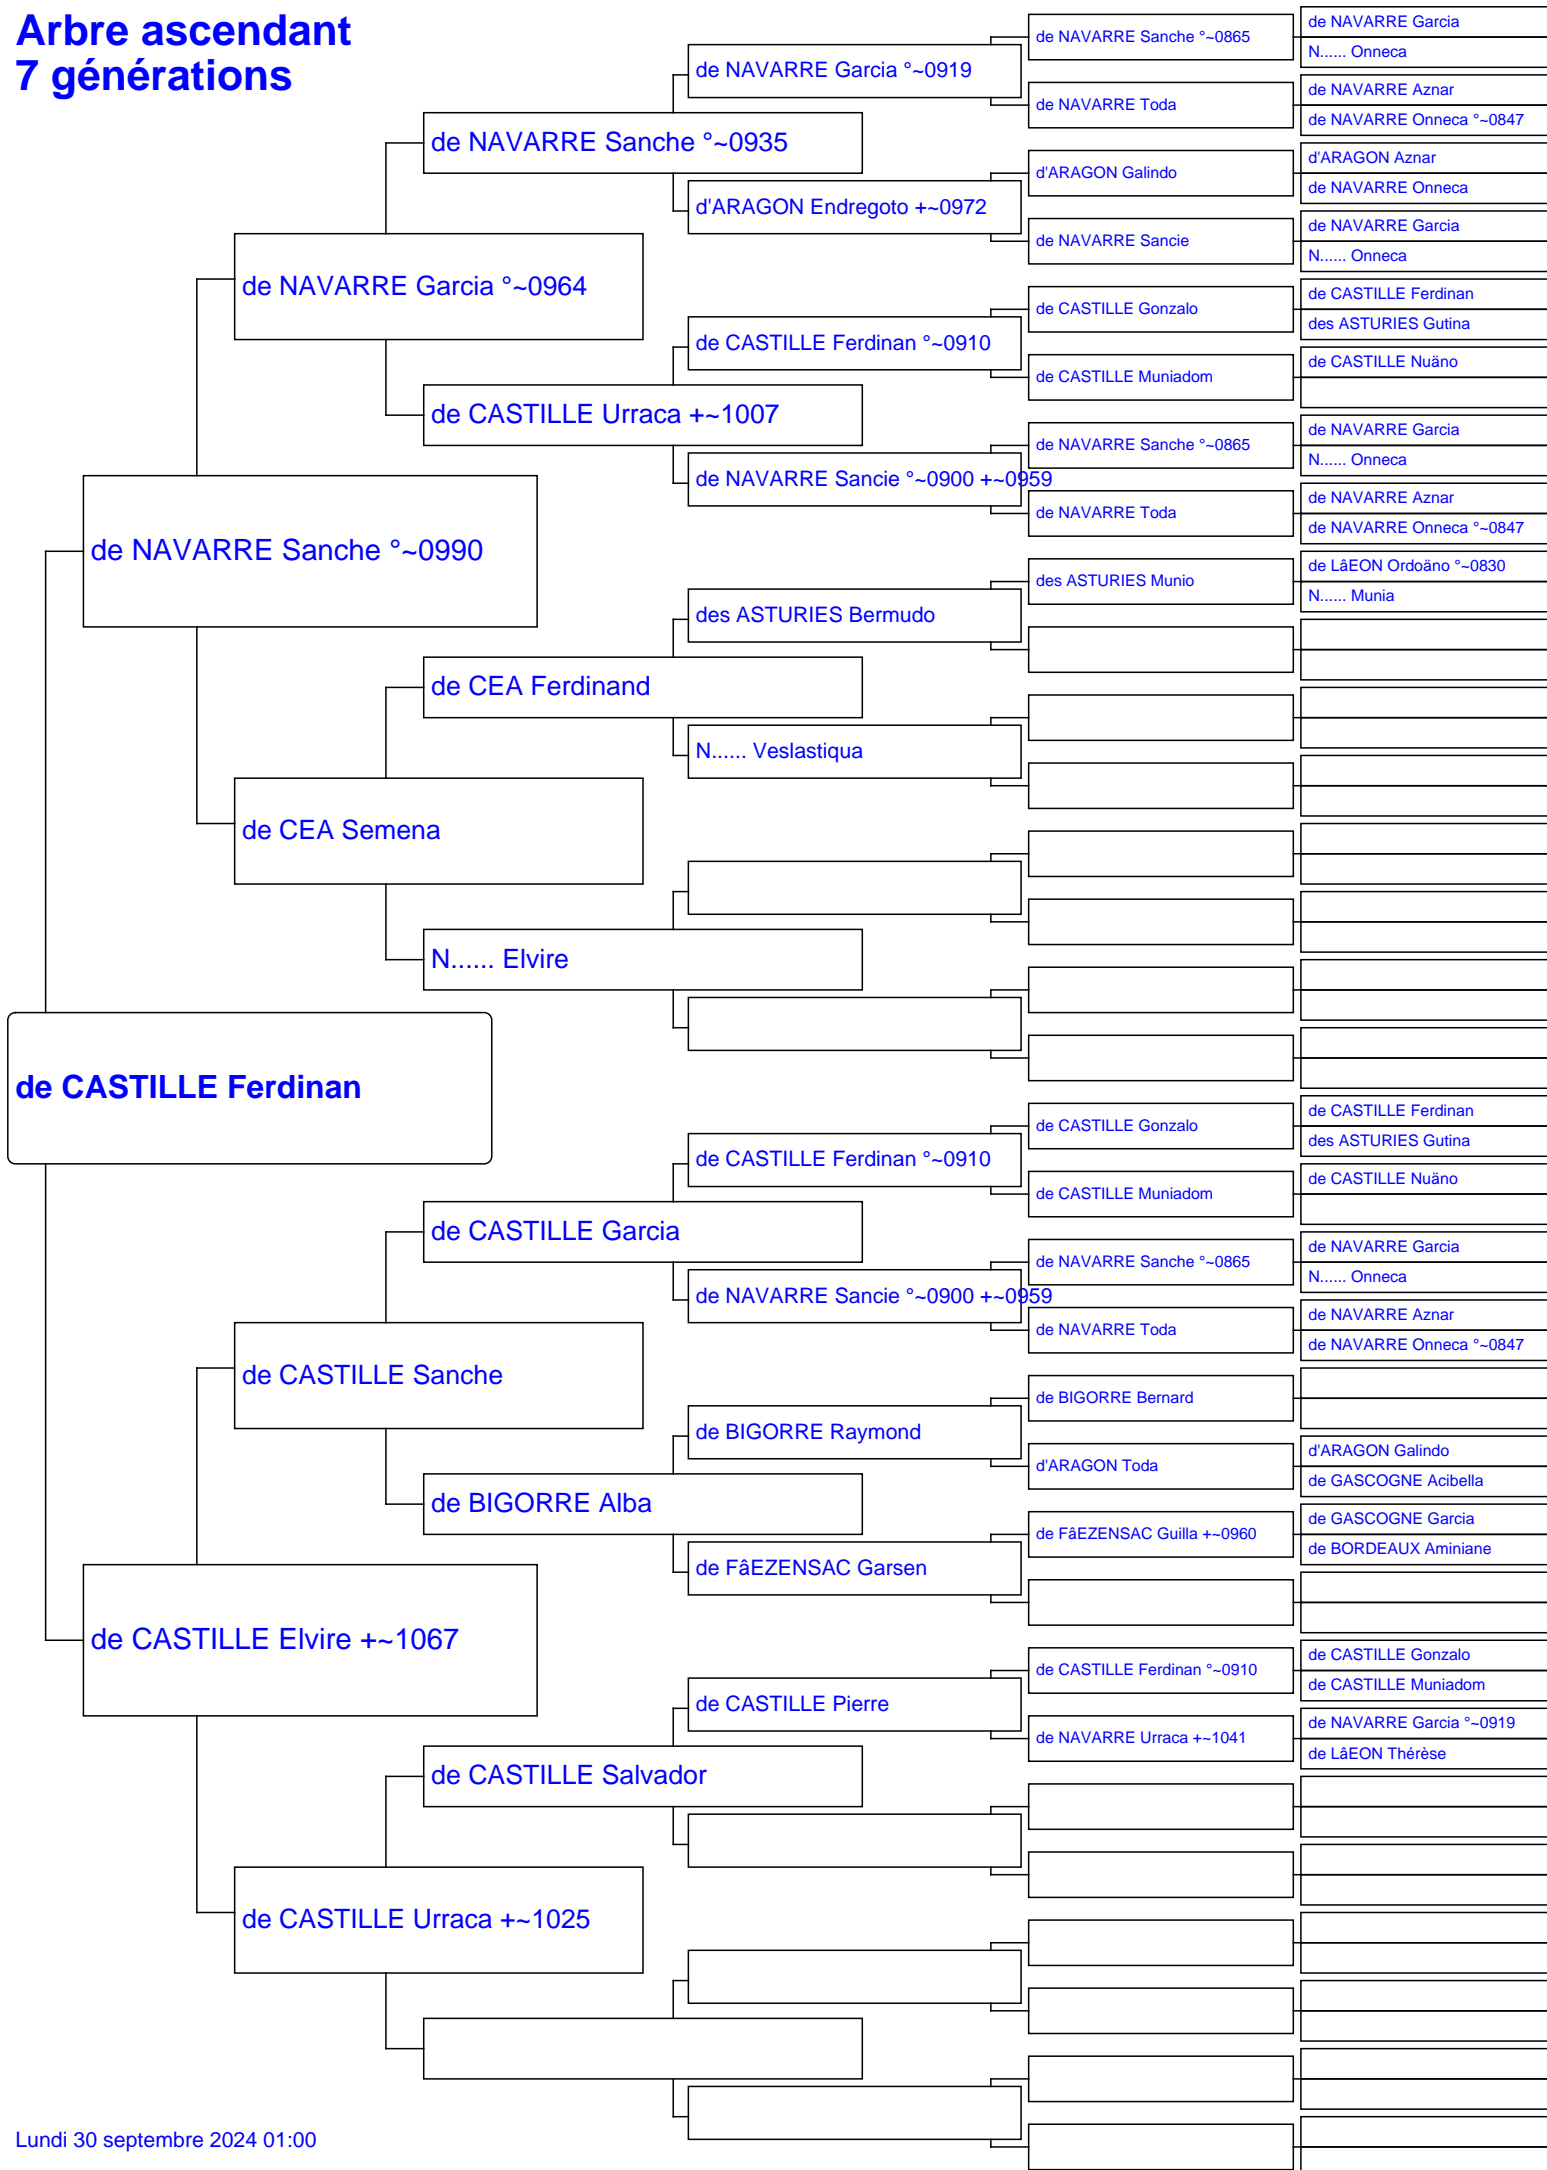 Arbre ascendant
7 générations
de NAVARRE Garcia
de NAVARRE Sanche °~0865
N...... Onneca
de NAVARRE Garcia °~0919
de NAVARRE Aznar
de NAVARRE Toda
de NAVARRE Onneca °~0847
de NAVARRE Sanche °~0935
d'ARAGON Aznar
d'ARAGON Galindo
de NAVARRE Onneca
d'ARAGON Endregoto +~0972
de NAVARRE Garcia
de NAVARRE Sancie
N...... Onneca
de NAVARRE Garcia °~0964
de CASTILLE Ferdinan
de CASTILLE Gonzalo
des ASTURIES Gutina
de CASTILLE Ferdinan °~0910
de CASTILLE Nuäno
de CASTILLE Muniadom
de CASTILLE Urraca +~1007
de NAVARRE Garcia
de NAVARRE Sanche °~0865
N...... Onneca
de NAVARRE Sancie °~0900 +~0959
de NAVARRE Aznar
de NAVARRE Toda
de NAVARRE Onneca °~0847
de NAVARRE Sanche °~0990
de LâEON Ordoäno °~0830
des ASTURIES Munio
N...... Munia
des ASTURIES Bermudo
de CEA Ferdinand
N...... Veslastiqua
de CEA Semena
N...... Elvire
de CASTILLE Ferdinan
de CASTILLE Ferdinan
de CASTILLE Gonzalo
des ASTURIES Gutina
de CASTILLE Ferdinan °~0910
de CASTILLE Nuäno
de CASTILLE Muniadom
de CASTILLE Garcia
de NAVARRE Garcia
de NAVARRE Sanche °~0865
N...... Onneca
de NAVARRE Sancie °~0900 +~0959
de NAVARRE Aznar
de NAVARRE Toda
de NAVARRE Onneca °~0847
de CASTILLE Sanche
de BIGORRE Bernard
de BIGORRE Raymond
d'ARAGON Galindo
d'ARAGON Toda
de GASCOGNE Acibella
de BIGORRE Alba
de GASCOGNE Garcia
de FâEZENSAC Guilla +~0960
de BORDEAUX Aminiane
de FâEZENSAC Garsen
de CASTILLE Elvire +~1067
de CASTILLE Gonzalo
de CASTILLE Ferdinan °~0910
de CASTILLE Muniadom
de CASTILLE Pierre
de NAVARRE Garcia °~0919
de NAVARRE Urraca +~1041
de LâEON Thérèse
de CASTILLE Salvador
de CASTILLE Urraca +~1025
Lundi 30 septembre 2024 01:00